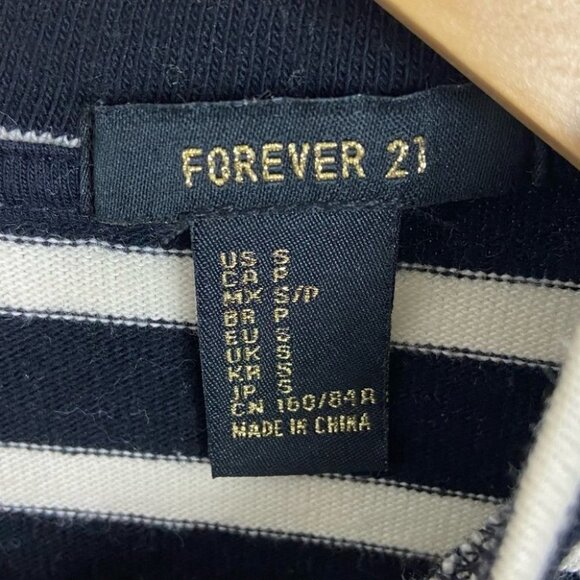 FOREVER 21
US S
CA P
MX S/P
BR P
EU S
UK S
KR S
JP S
CN 160/84A
MADE IN CHINA